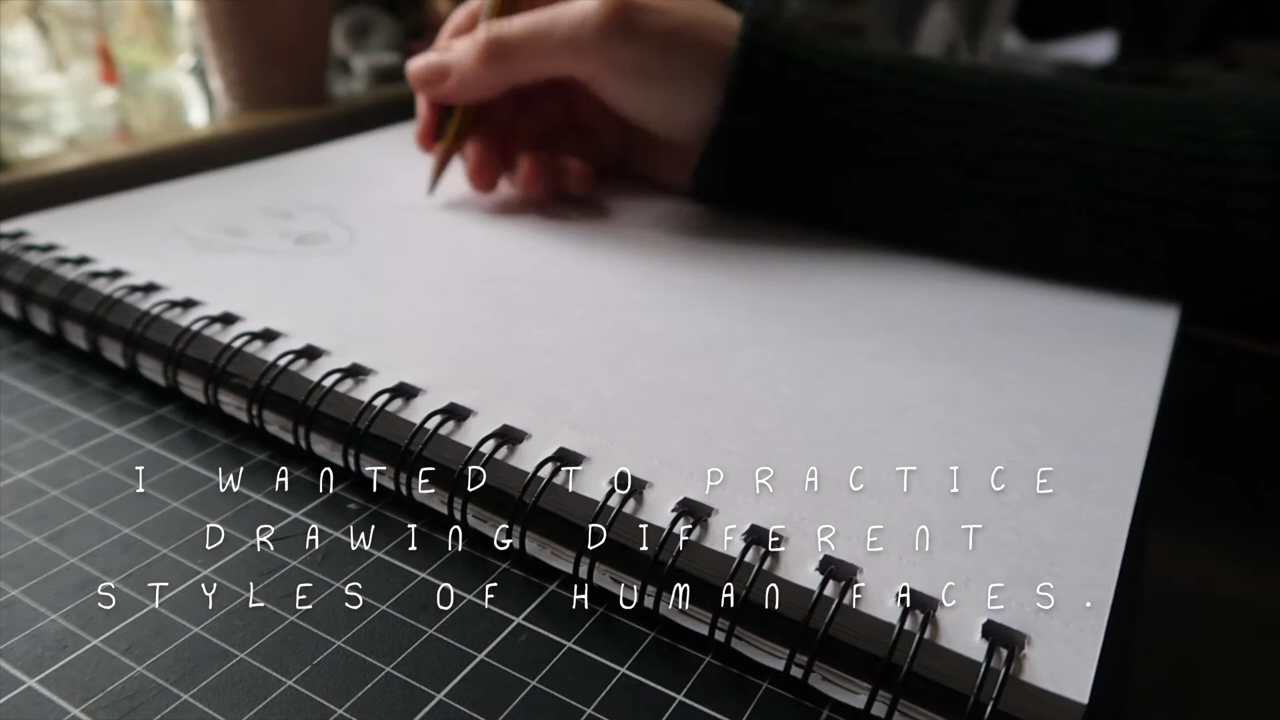 I WANTED TO PRACTICE
DRAWING DIFFERENT
STYLES OF HUMAN FACES.